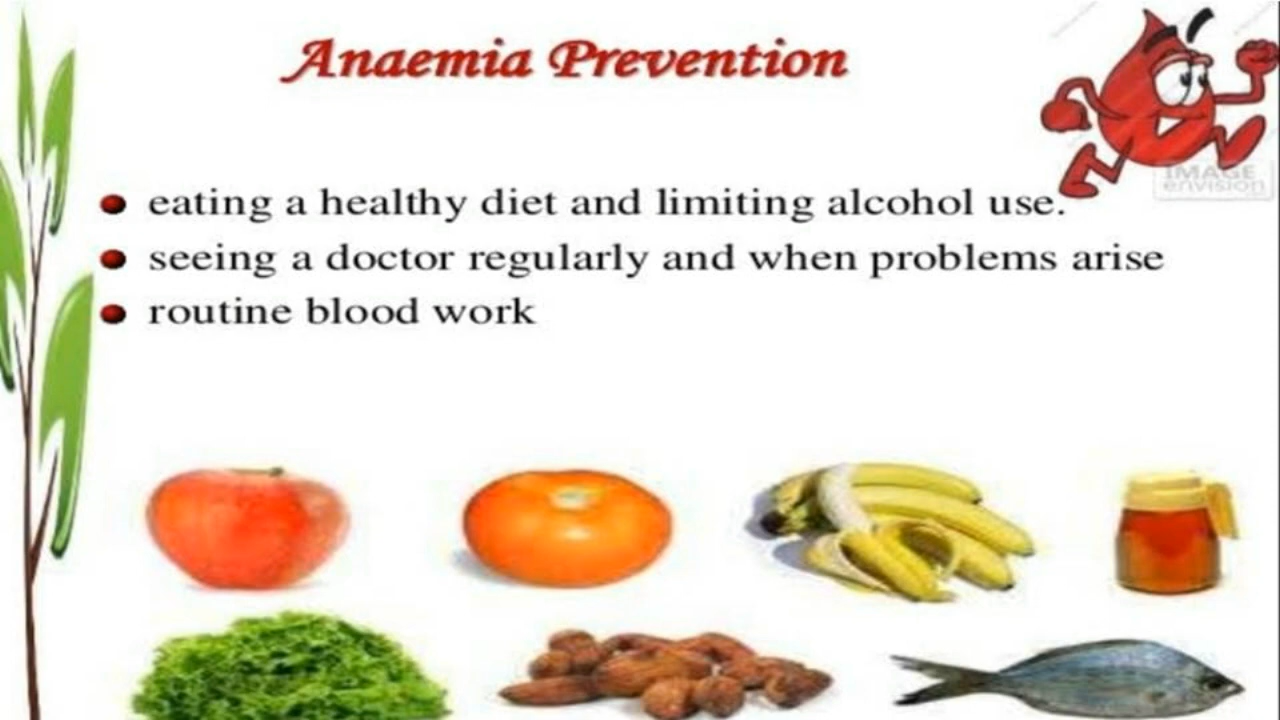 Anaemia Prevention
eating a healthy diet and limiting alcohol use.
seeing a doctor regularly and when problems arise
routine blood work
IMAGE
envision